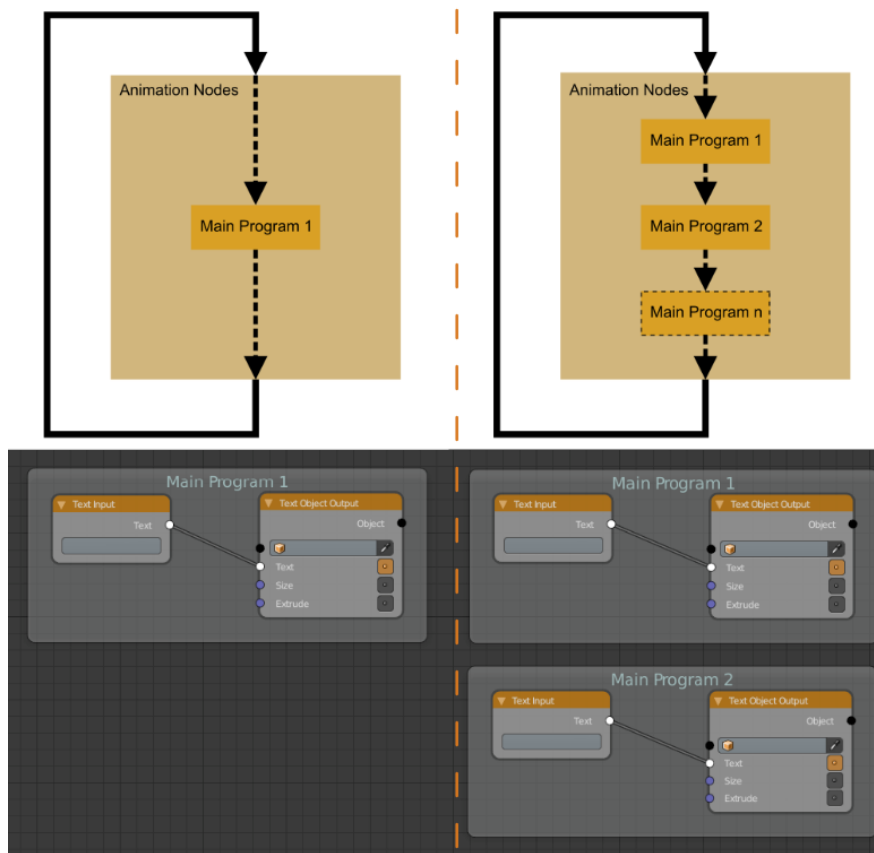 Animation Nodes
Main Program 1
Animation Nodes
Main Program 1
Main Program 2
Main Program n
Main Program 1
Text Input
Text
Text Object Output
Object
Text
Size
Extrude
Main Program 1
Text Input
Text
Text Object Output
Object
Text
Size
Extrude
Main Program 2
Text Input
Text
Text Object Output
Object
Text
Size
Extrude